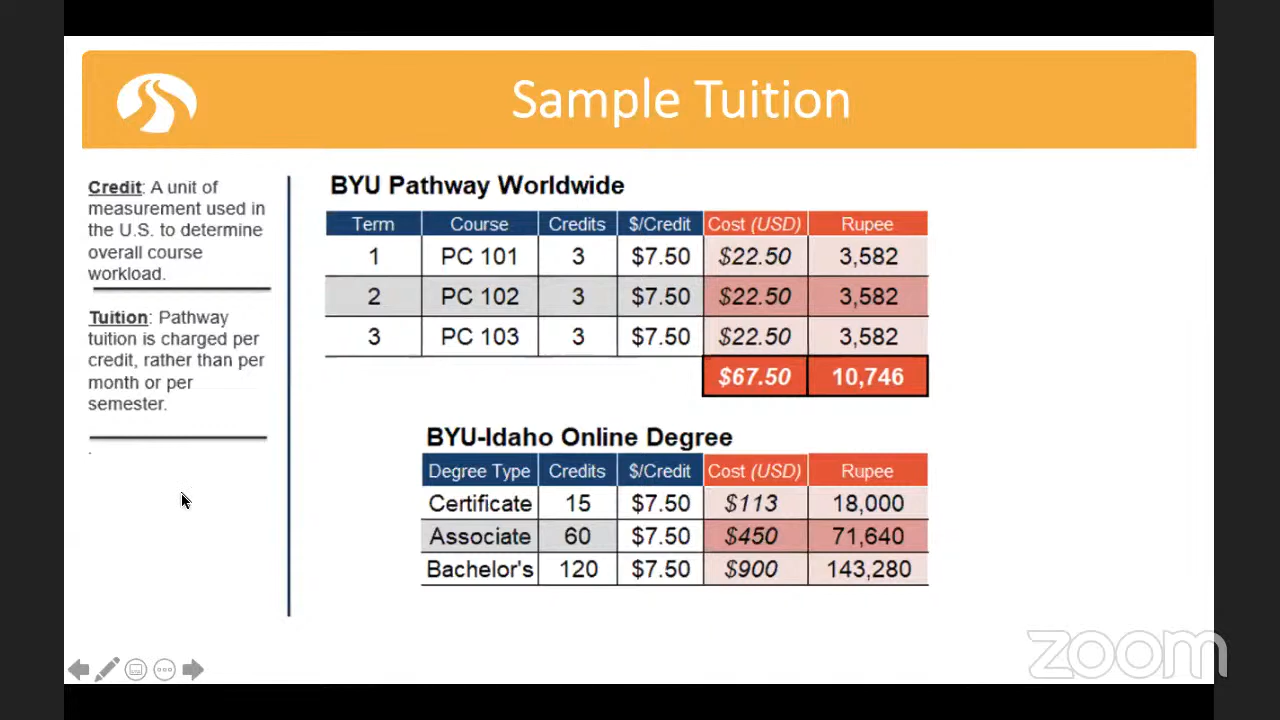 Sample Tuition
Credit: A unit of
measurement used in
the U.S. to determine
overall course
workload.
Tuition: Pathway
tuition is charged per
credit, rather than per
month or per
semester.
.
BYU Pathway Worldwide
Term Course Credits $/Credit Cost (USD) Rupee
1 PC 101 3 $7.50 $22.50 3,582
2 PC 102 3 $7.50 $22.50 3,582
3 PC 103 3 $7.50 $22.50 3,582
$67.50 10,746
BYU-Idaho Online Degree
Degree Type Credits $/Credit Cost (USD) Rupee
Certificate 15 $7.50 $113 18,000
Associate 60 $7.50 $450 71,640
Bachelor's 120 $7.50 $900 143,280
zoom